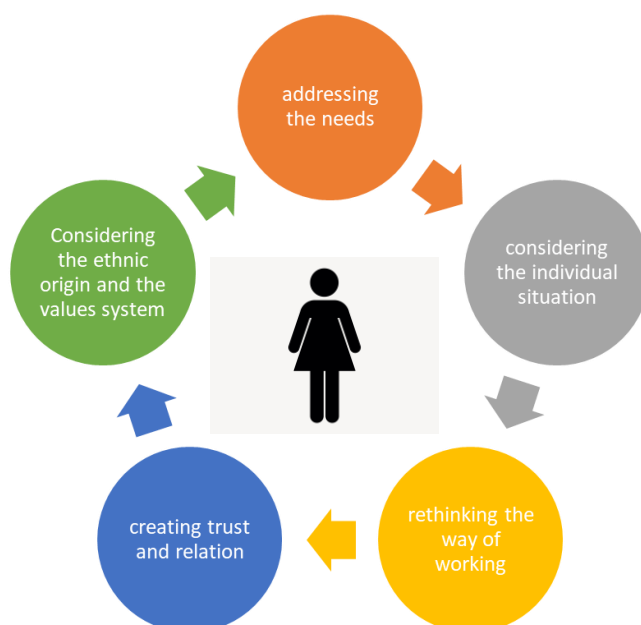 addressing
the needs
considering
the individual
situation
rethinking the
way of
working
creating trust
and relation
Considering
the ethnic
origin and the
values system